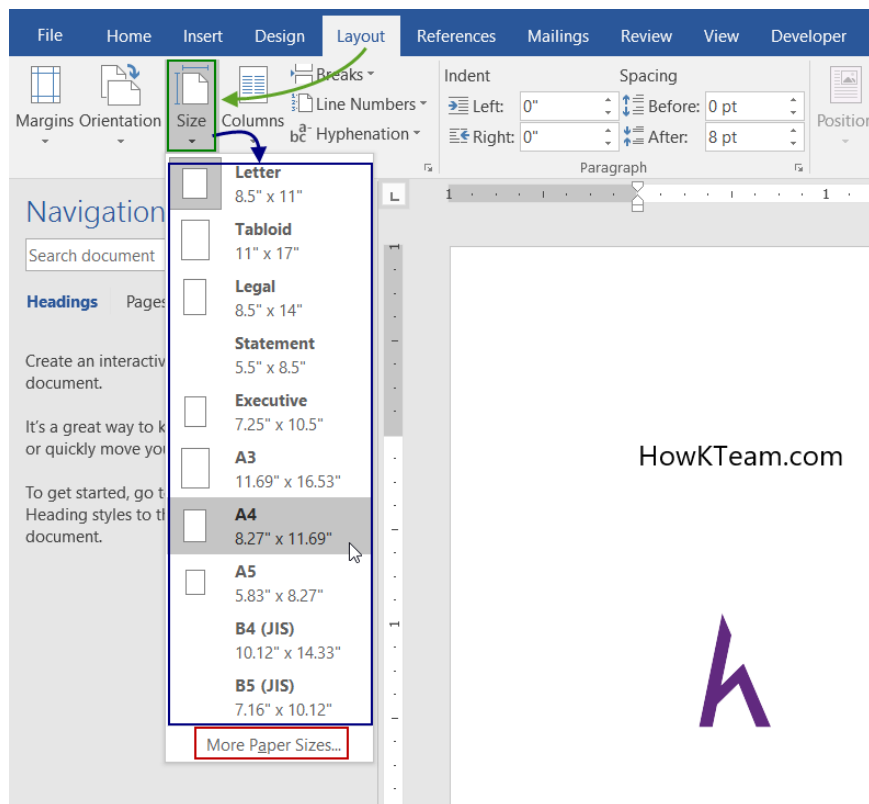 File Home Insert Design Layout References Mailings Review View Developer
Breaks
Line Numbers
Hyphenation
Margins Orientation Size Columns
Indent Spacing
Left: 0" Before: 0 pt
Right: 0" After: 8 pt
Position
Paragraph
Navigation
Search document
Headings Pages
Create an interactiv
document.
It's a great way to k
or quickly move you
To get started, go t
Heading styles to th
document.
Letter
8.5" x 11"
Tabloid
11" x 17"
Legal
8.5" x 14"
Statement
5.5" x 8.5"
Executive
7.25" x 10.5"
A3
11.69" x 16.53"
A4
8.27" x 11.69"
A5
5.83" x 8.27"
B4 (JIS)
10.12" x 14.33"
B5 (JIS)
7.16" x 10.12"
More Paper Sizes...
L 1 1
1
1
HowKTeam.com